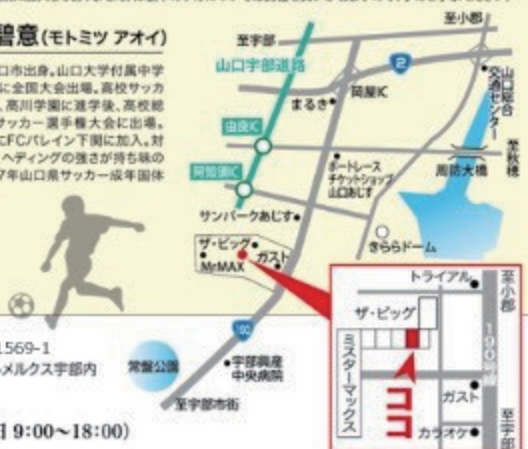 碧意(モトミツ アオイ)
口市出身。山口大学付属中学
に全国大会出場。高校サッカ
、高川学園に進学後、高校総
サッカー選手権大会に出場。
にFCバレイン下関に加入。対
ヘディングの強さが持ち味の
7年山口県サッカー成年国体
1569-1
メルクス宇部内
日 9:00〜18:00)
至小郡
至宇部
山口宇部道路
2
岡屋IC
まるき
山口総合
交通センター
由良IC
至秋穂
周防大橋
ボートレース
チケットショップ
山口あじす
阿知須IC
サンパークあじす
きららドーム
ザ・ビッグ
MrMAX
ガスト
190
常盤公園
宇部興産
中央病院
至宇部市街
トライアル
至小郡
ザ・ビッグ
190号線
ミスターマックス
ココ
ガスト
カラオケ
至宇部